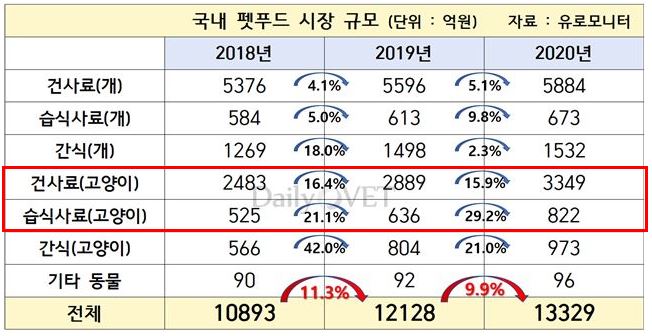 국내 펫푸드 시장 규모 (단위 : 억원) 자료 : 유로모니터
2018년 2019년 2020년
건사료(개) 5376 4.1% 5596 5.1% 5884
습식사료(개) 584 5.0% 613 9.8% 673
간식(개) 1269 18.0% 1498 2.3% 1532
건사료(고양이) 2483 16.4% 2889 15.9% 3349
Daily DVET
습식사료(고양이) 525 21.1% 636 29.2% 822
간식(고양이) 566 42.0% 804 21.0% 973
기타 동물 90 92 96
전체 10893 11.3% 12128 9.9% 13329